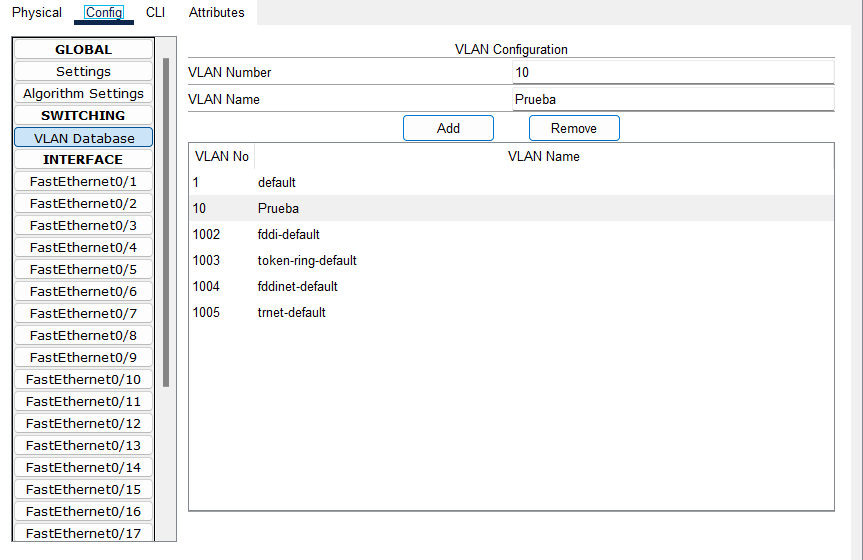 Physical Config CLI Attributes
GLOBAL
Settings
Algorithm Settings
SWITCHING
VLAN Database
INTERFACE
FastEthernet0/1
FastEthernet0/2
FastEthernet0/3
FastEthernet0/4
FastEthernet0/5
FastEthernet0/6
FastEthernet0/7
FastEthernet0/8
FastEthernet0/9
FastEthernet0/10
FastEthernet0/11
FastEthernet0/12
FastEthernet0/13
FastEthernet0/14
FastEthernet0/15
FastEthernet0/16
FastEthernet0/17
VLAN Configuration
VLAN Number 10
VLAN Name Prueba
Add Remove
VLAN No VLAN Name
1 default
10 Prueba
1002 fddi-default
1003 token-ring-default
1004 fddinet-default
1005 trnet-default